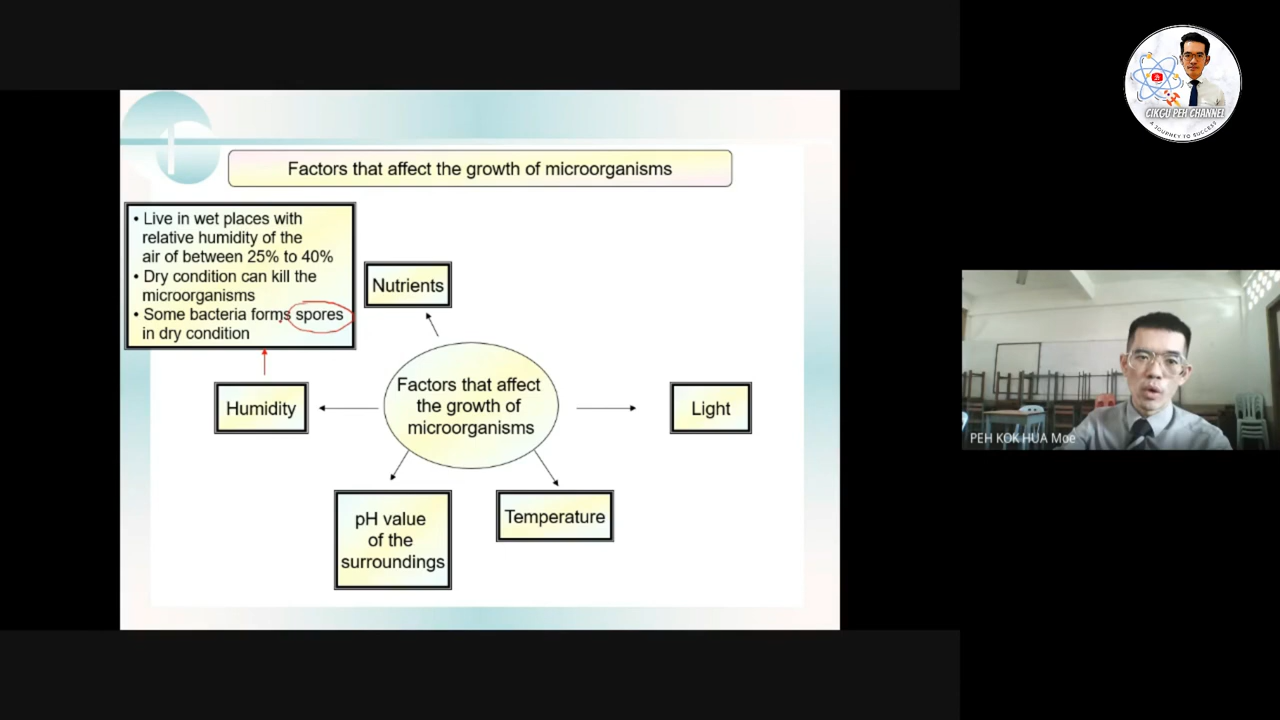 CIKGU PEH CHANNEL
A JOURNEY TO SUCCESS
Factors that affect the growth of microorganisms
• Live in wet places with
relative humidity of the
air of between 25% to 40%
• Dry condition can kill the
microorganisms
• Some bacteria forms spores
in dry condition
Nutrients
Humidity
Factors that affect
the growth of
microorganisms
Light
pH value
of the
surroundings
Temperature
PEH KOK HUA Moe